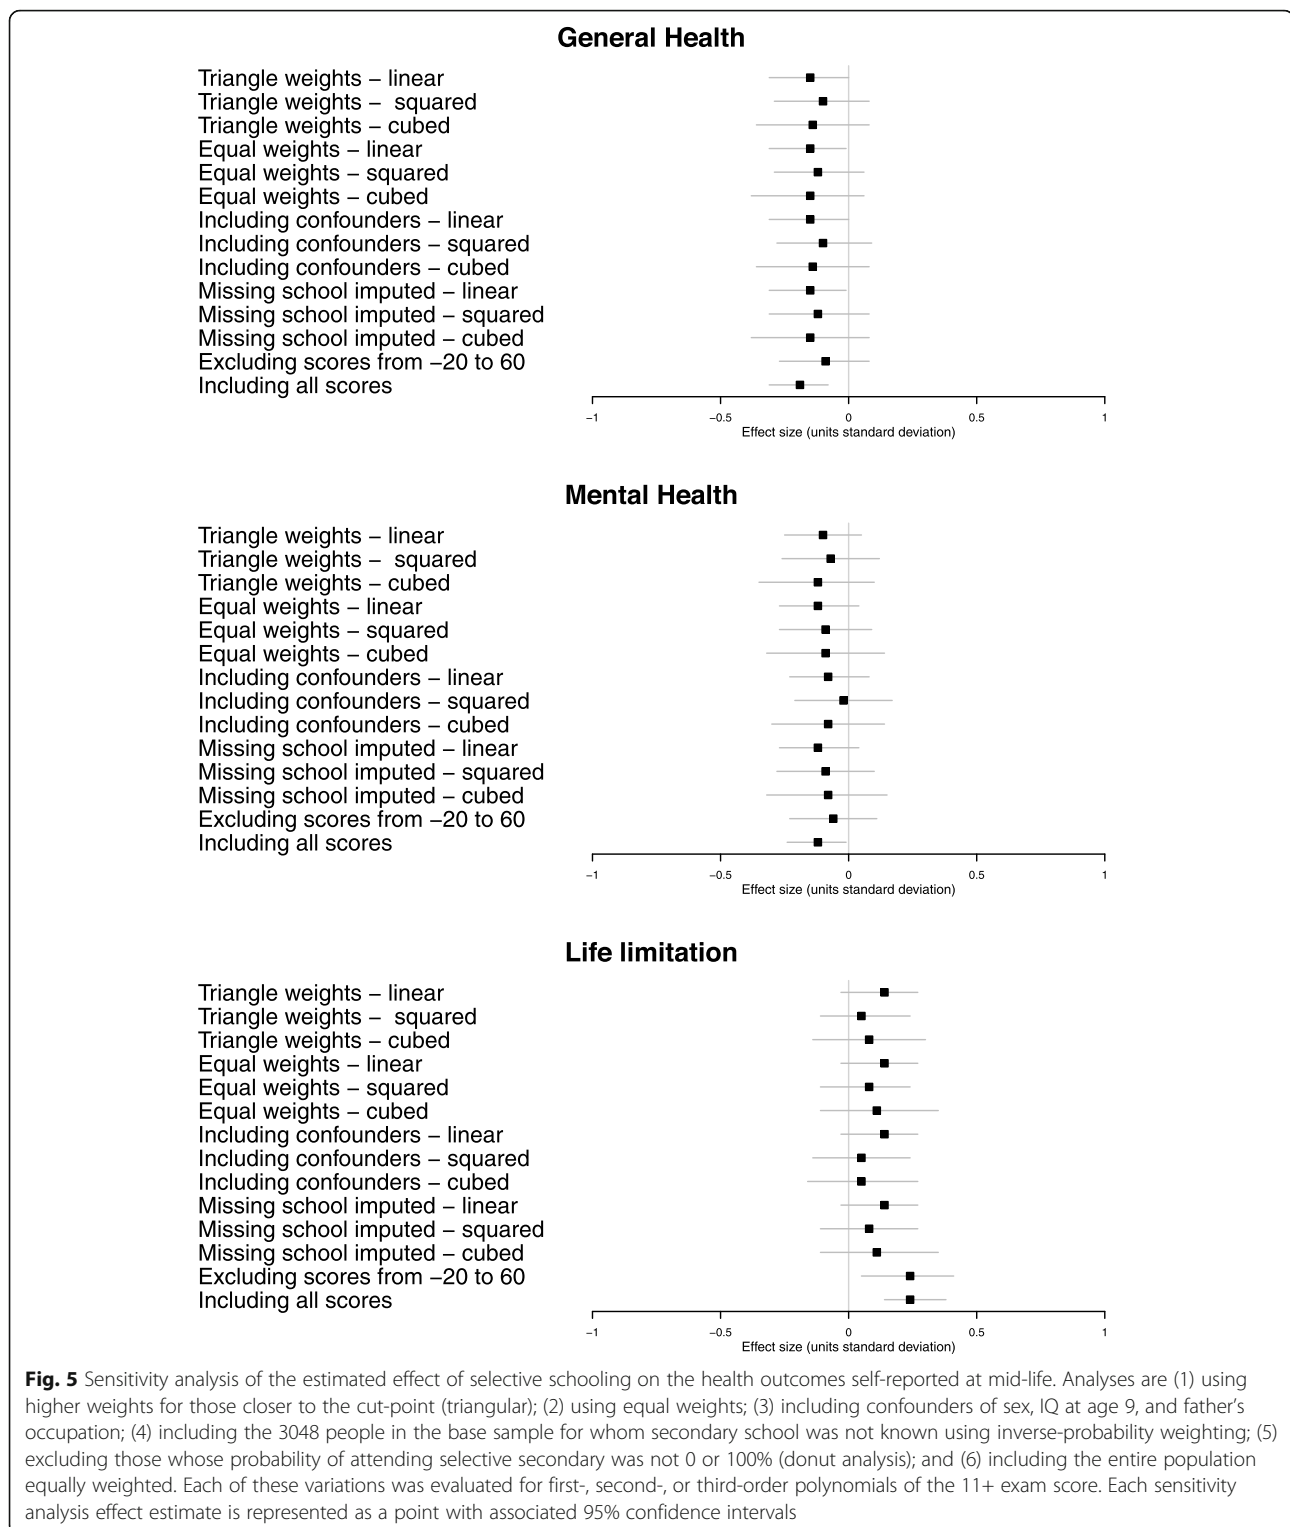 General Health
Triangle weights – linear
Triangle weights –  squared
Triangle weights – cubed
Equal weights – linear
Equal weights – squared
Equal weights – cubed
Including confounders – linear
Including confounders – squared
Including confounders – cubed
Missing school imputed – linear
Missing school imputed – squared
Missing school imputed – cubed
Excluding scores from −20 to 60
Including all scores
−1 −0.5 0 0.5 1
Effect size (units standard deviation)
Mental Health
Triangle weights – linear
Triangle weights –  squared
Triangle weights – cubed
Equal weights – linear
Equal weights – squared
Equal weights – cubed
Including confounders – linear
Including confounders – squared
Including confounders – cubed
Missing school imputed – linear
Missing school imputed – squared
Missing school imputed – cubed
Excluding scores from −20 to 60
Including all scores
−1 −0.5 0 0.5 1
Effect size (units standard deviation)
Life limitation
Triangle weights – linear
Triangle weights –  squared
Triangle weights – cubed
Equal weights – linear
Equal weights – squared
Equal weights – cubed
Including confounders – linear
Including confounders – squared
Including confounders – cubed
Missing school imputed – linear
Missing school imputed – squared
Missing school imputed – cubed
Excluding scores from −20 to 60
Including all scores
−1 −0.5 0 0.5 1
Effect size (units standard deviation)
Fig. 5 Sensitivity analysis of the estimated effect of selective schooling on the health outcomes self-reported at mid-life. Analyses are (1) using
higher weights for those closer to the cut-point (triangular); (2) using equal weights; (3) including confounders of sex, IQ at age 9, and father's
occupation; (4) including the 3048 people in the base sample for whom secondary school was not known using inverse-probability weighting; (5)
excluding those whose probability of attending selective secondary was not 0 or 100% (donut analysis); and (6) including the entire population
equally weighted. Each of these variations was evaluated for first-, second-, or third-order polynomials of the 11+ exam score. Each sensitivity
analysis effect estimate is represented as a point with associated 95% confidence intervals